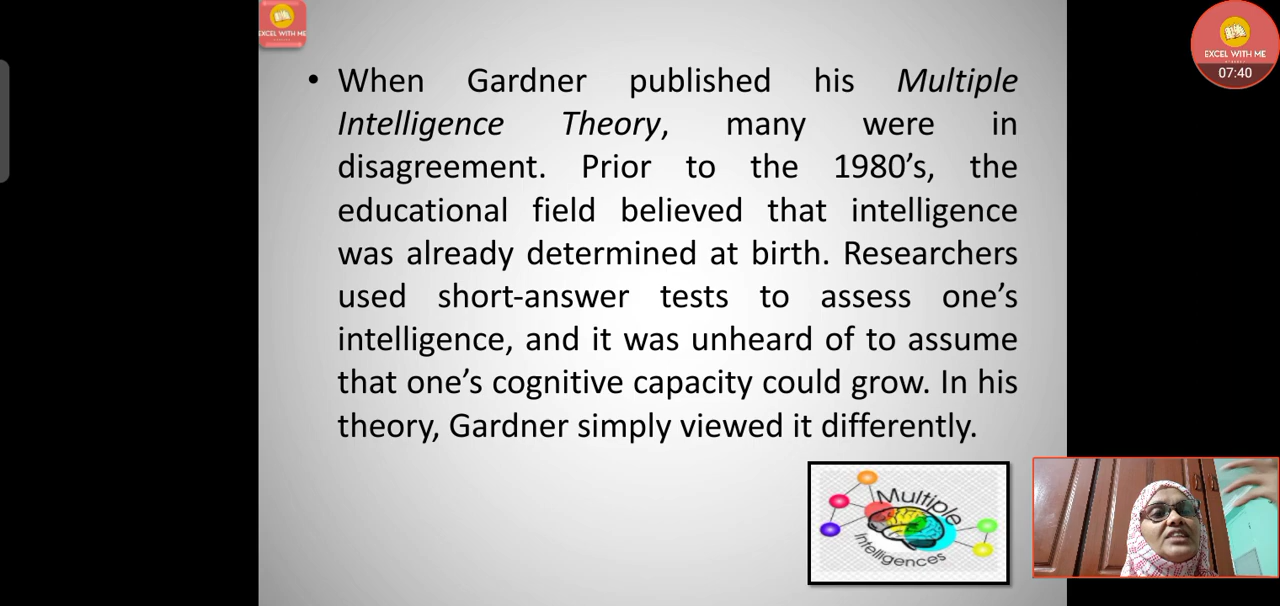 EXCEL WITH ME
EXCEL WITH ME
07:40
• When Gardner published his Multiple
Intelligence Theory, many were in
disagreement. Prior to the 1980’s, the
educational field believed that intelligence
was already determined at birth. Researchers
used short-answer tests to assess one’s
intelligence, and it was unheard of to assume
that one’s cognitive capacity could grow. In his
theory, Gardner simply viewed it differently.
Multiple
Intelligences